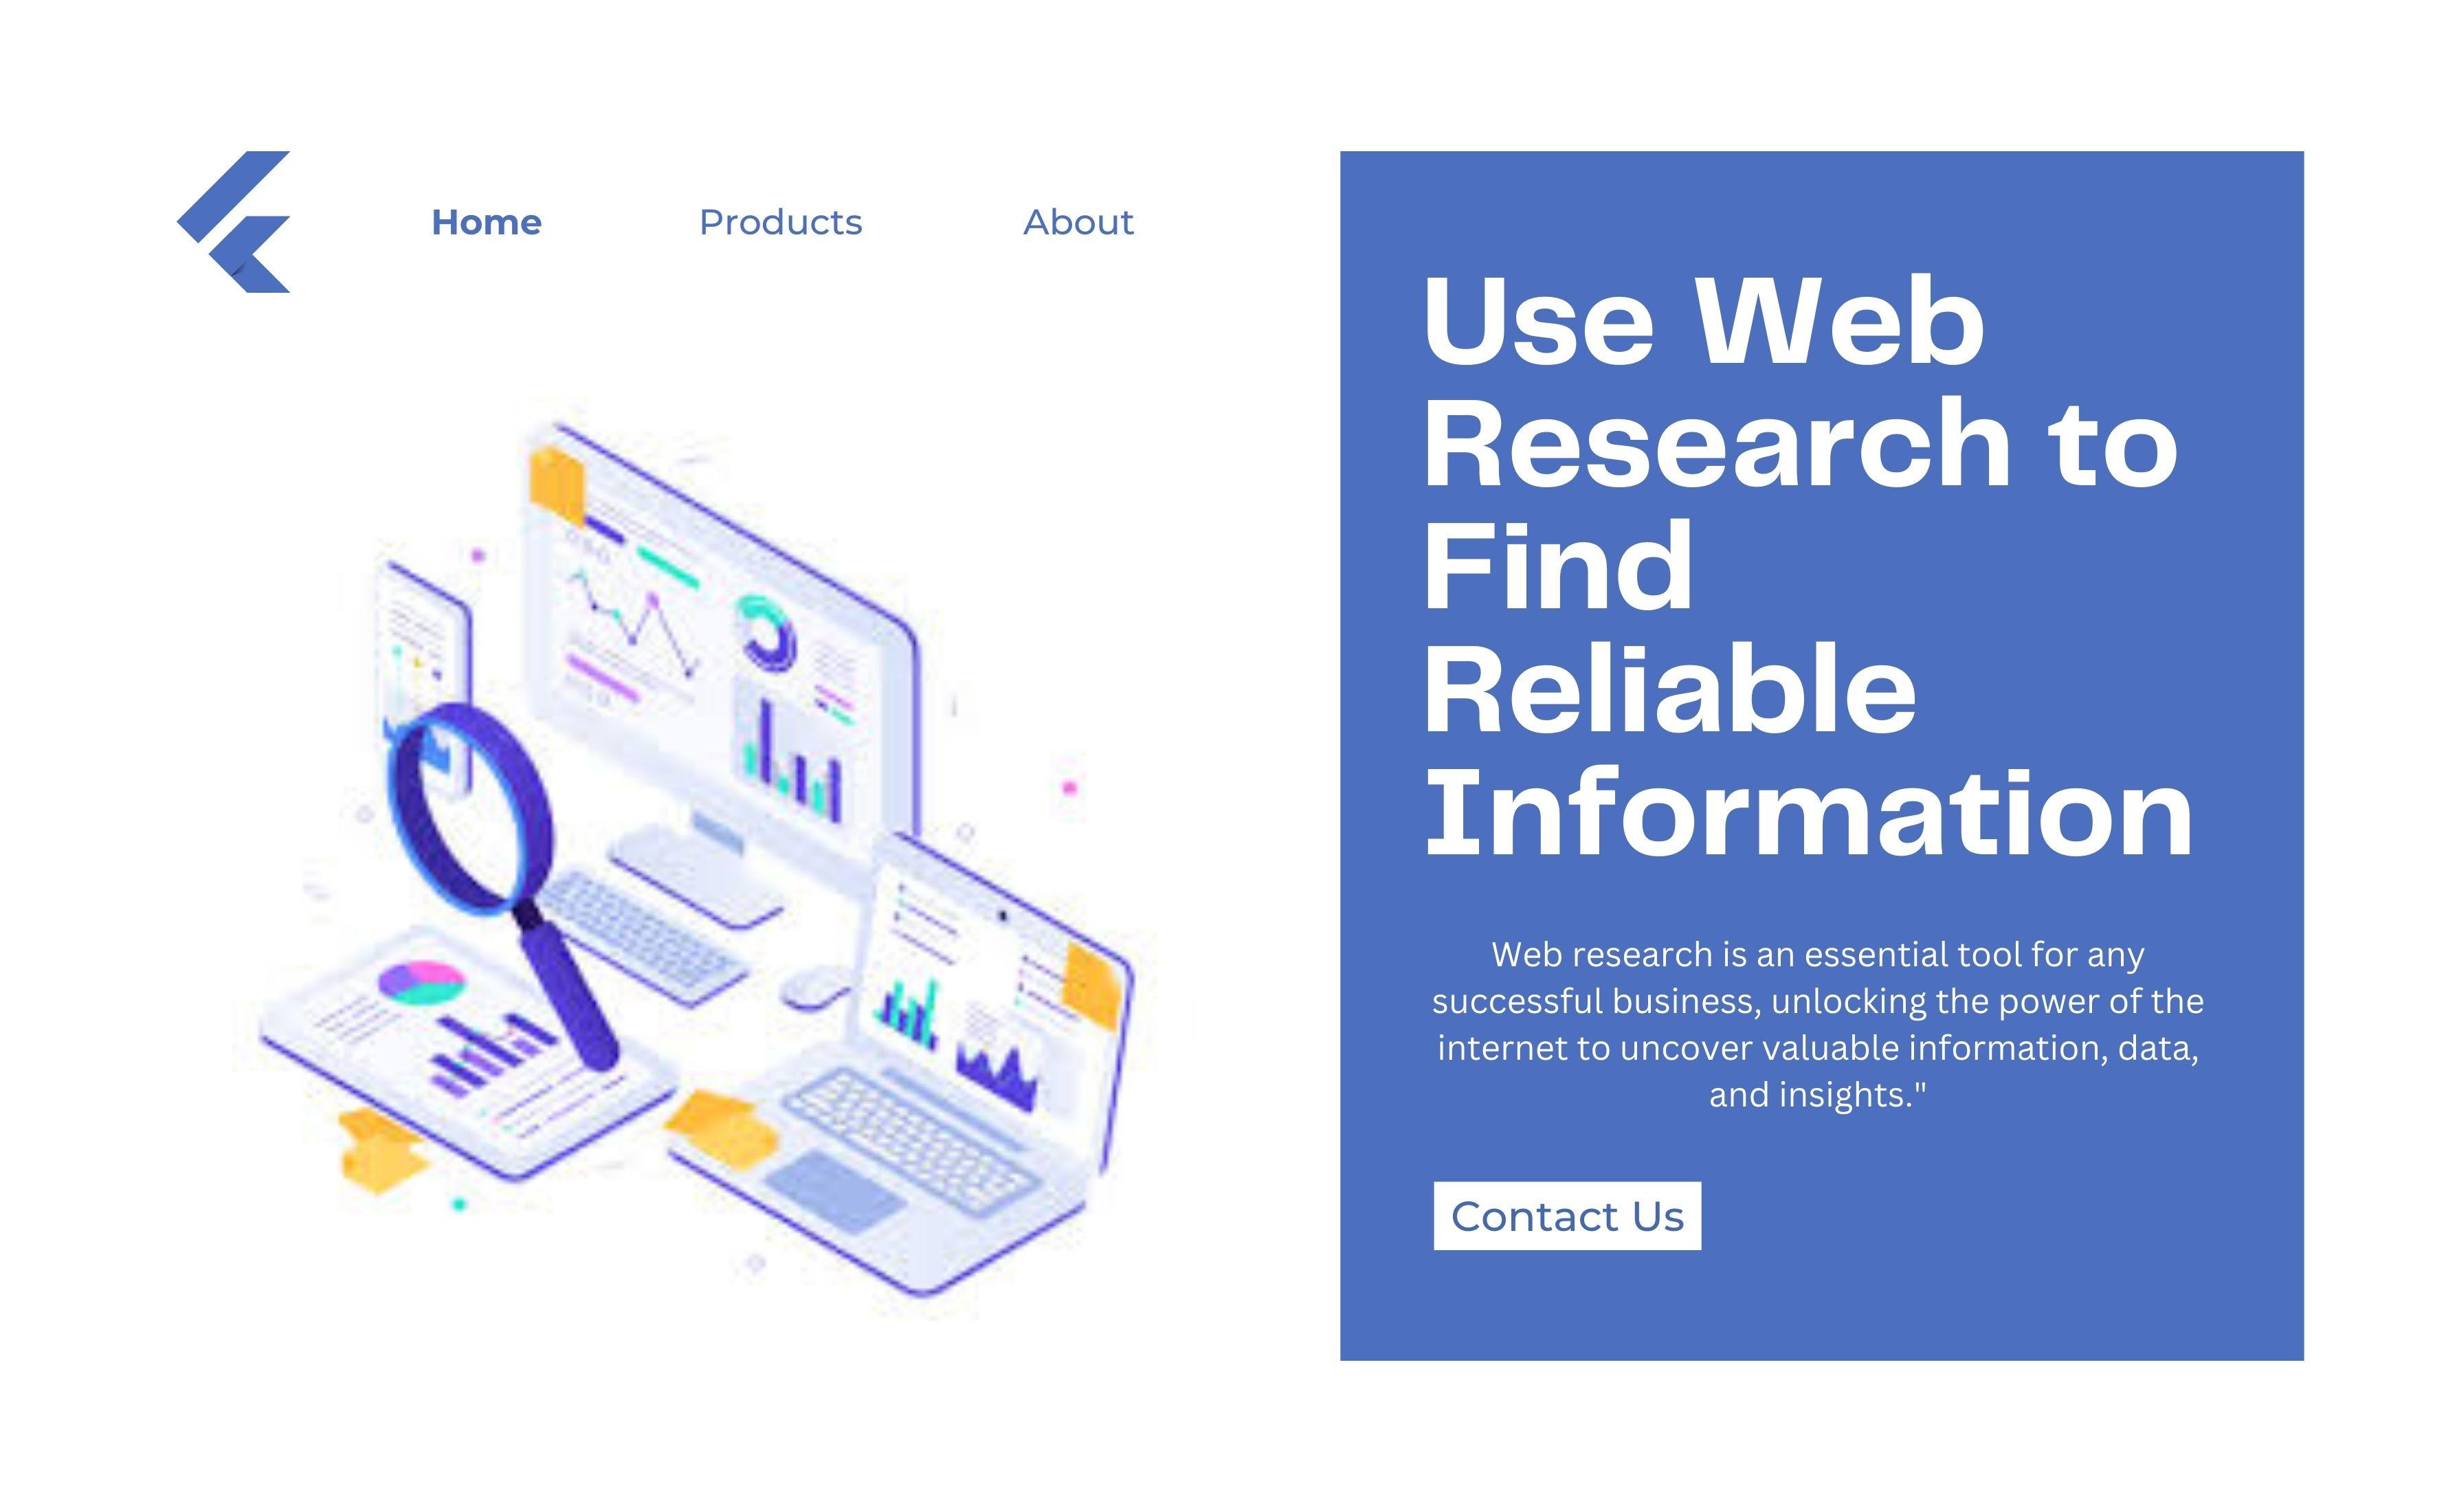 Home Products About
Use Web
Research to
Find
Reliable
Information
Web research is an essential tool for any
successful business, unlocking the power of the
internet to uncover valuable information, data,
and insights."
Contact Us